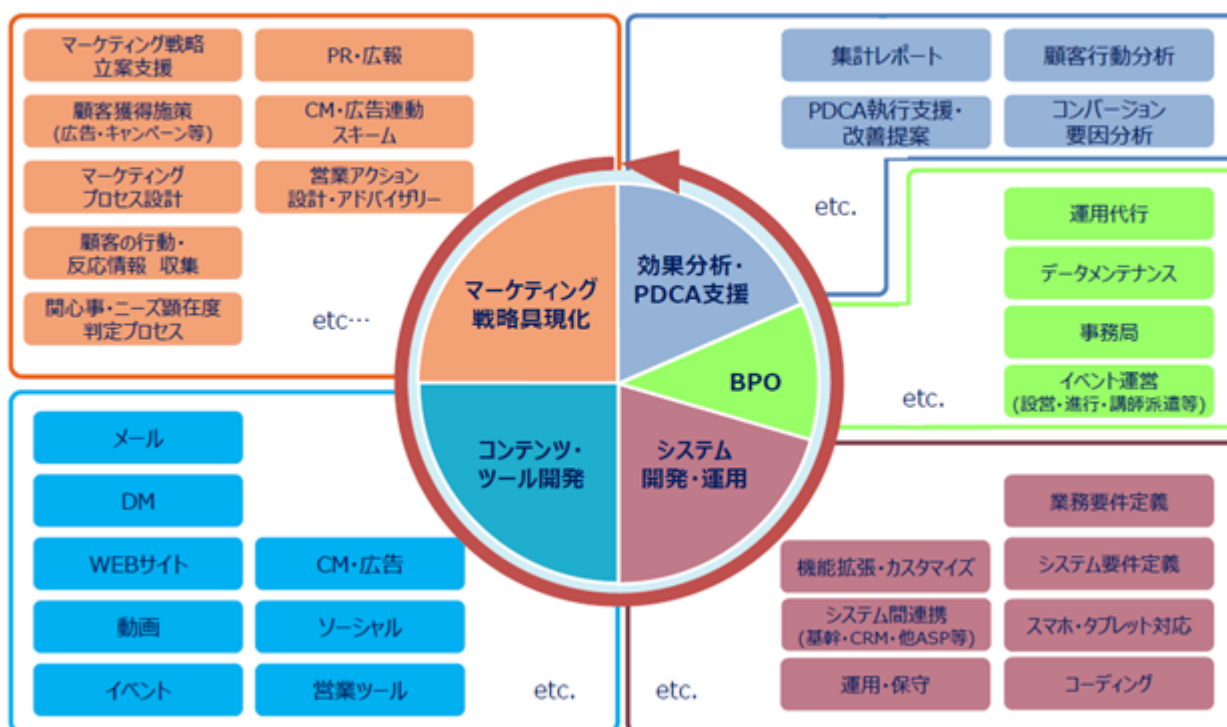 マーケティング戦略
立案支援
PR・広報
顧客獲得施策
(広告・キャンペーン等)
CM・広告連動
スキーム
マーケティング
プロセス設計
営業アクション
設計・アドバイザリー
顧客の行動・
反応情報 収集
関心事・ニーズ顕在度
判定プロセス
etc…
集計レポート
顧客行動分析
PDCA執行支援・
改善提案
コンバージョン
要因分析
etc.
運用代行
データメンテナンス
事務局
イベント運営
(設営・進行・講師派遣等)
etc.
マーケティング
戦略具現化
効果分析・
PDCA支援
BPO
コンテンツ・
ツール開発
システム
開発・運用
メール
DM
WEBサイト
CM・広告
動画
ソーシャル
イベント
営業ツール
etc.
業務要件定義
機能拡張・カスタマイズ
システム要件定義
システム間連携
(基幹・CRM・他ASP等)
スマホ・タブレット対応
運用・保守
コーディング
etc.